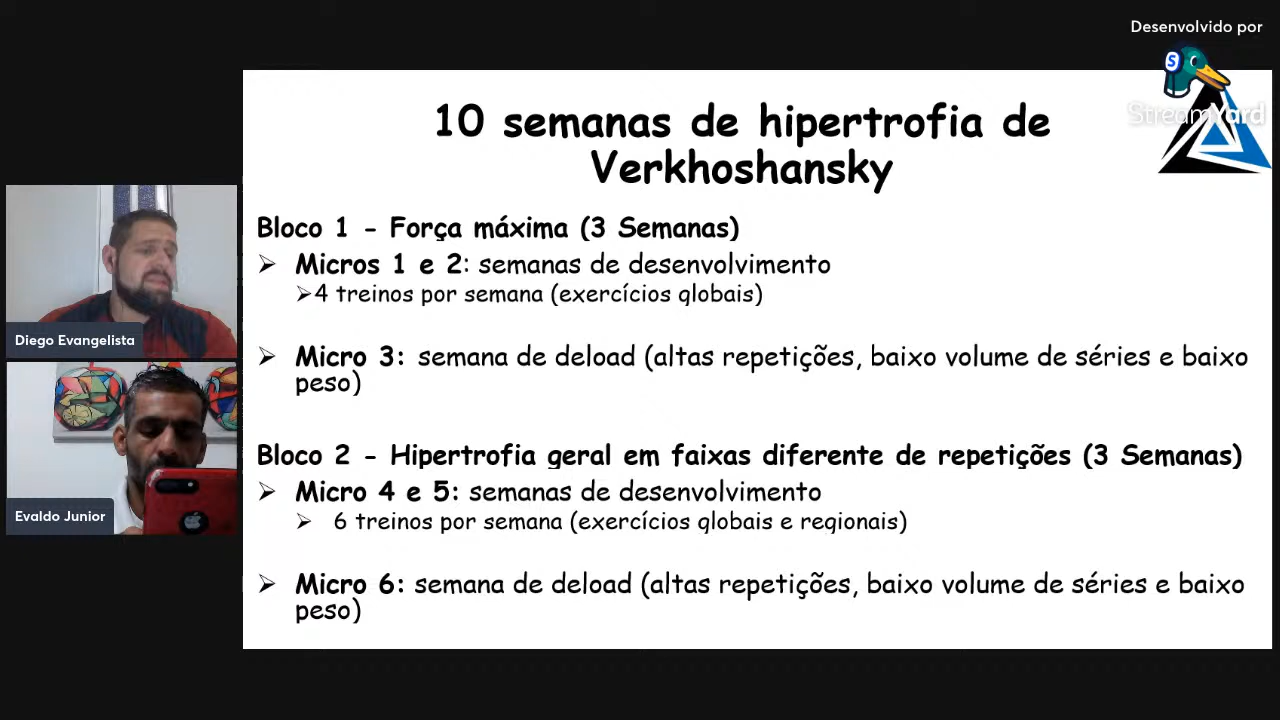 Desenvolvido por
StreamYard
10 semanas de hipertrofia de
Verkhoshansky
Bloco 1 - Força máxima (3 Semanas)
Micros 1 e 2: semanas de desenvolvimento
4 treinos por semana (exercícios globais)
Micro 3: semana de deload (altas repetições, baixo volume de séries e baixo
peso)
Bloco 2 - Hipertrofia geral em faixas diferente de repetições (3 Semanas)
Micro 4 e 5: semanas de desenvolvimento
6 treinos por semana (exercícios globais e regionais)
Micro 6: semana de deload (altas repetições, baixo volume de séries e baixo
peso)
Diego Evangelista
Evaldo Junior